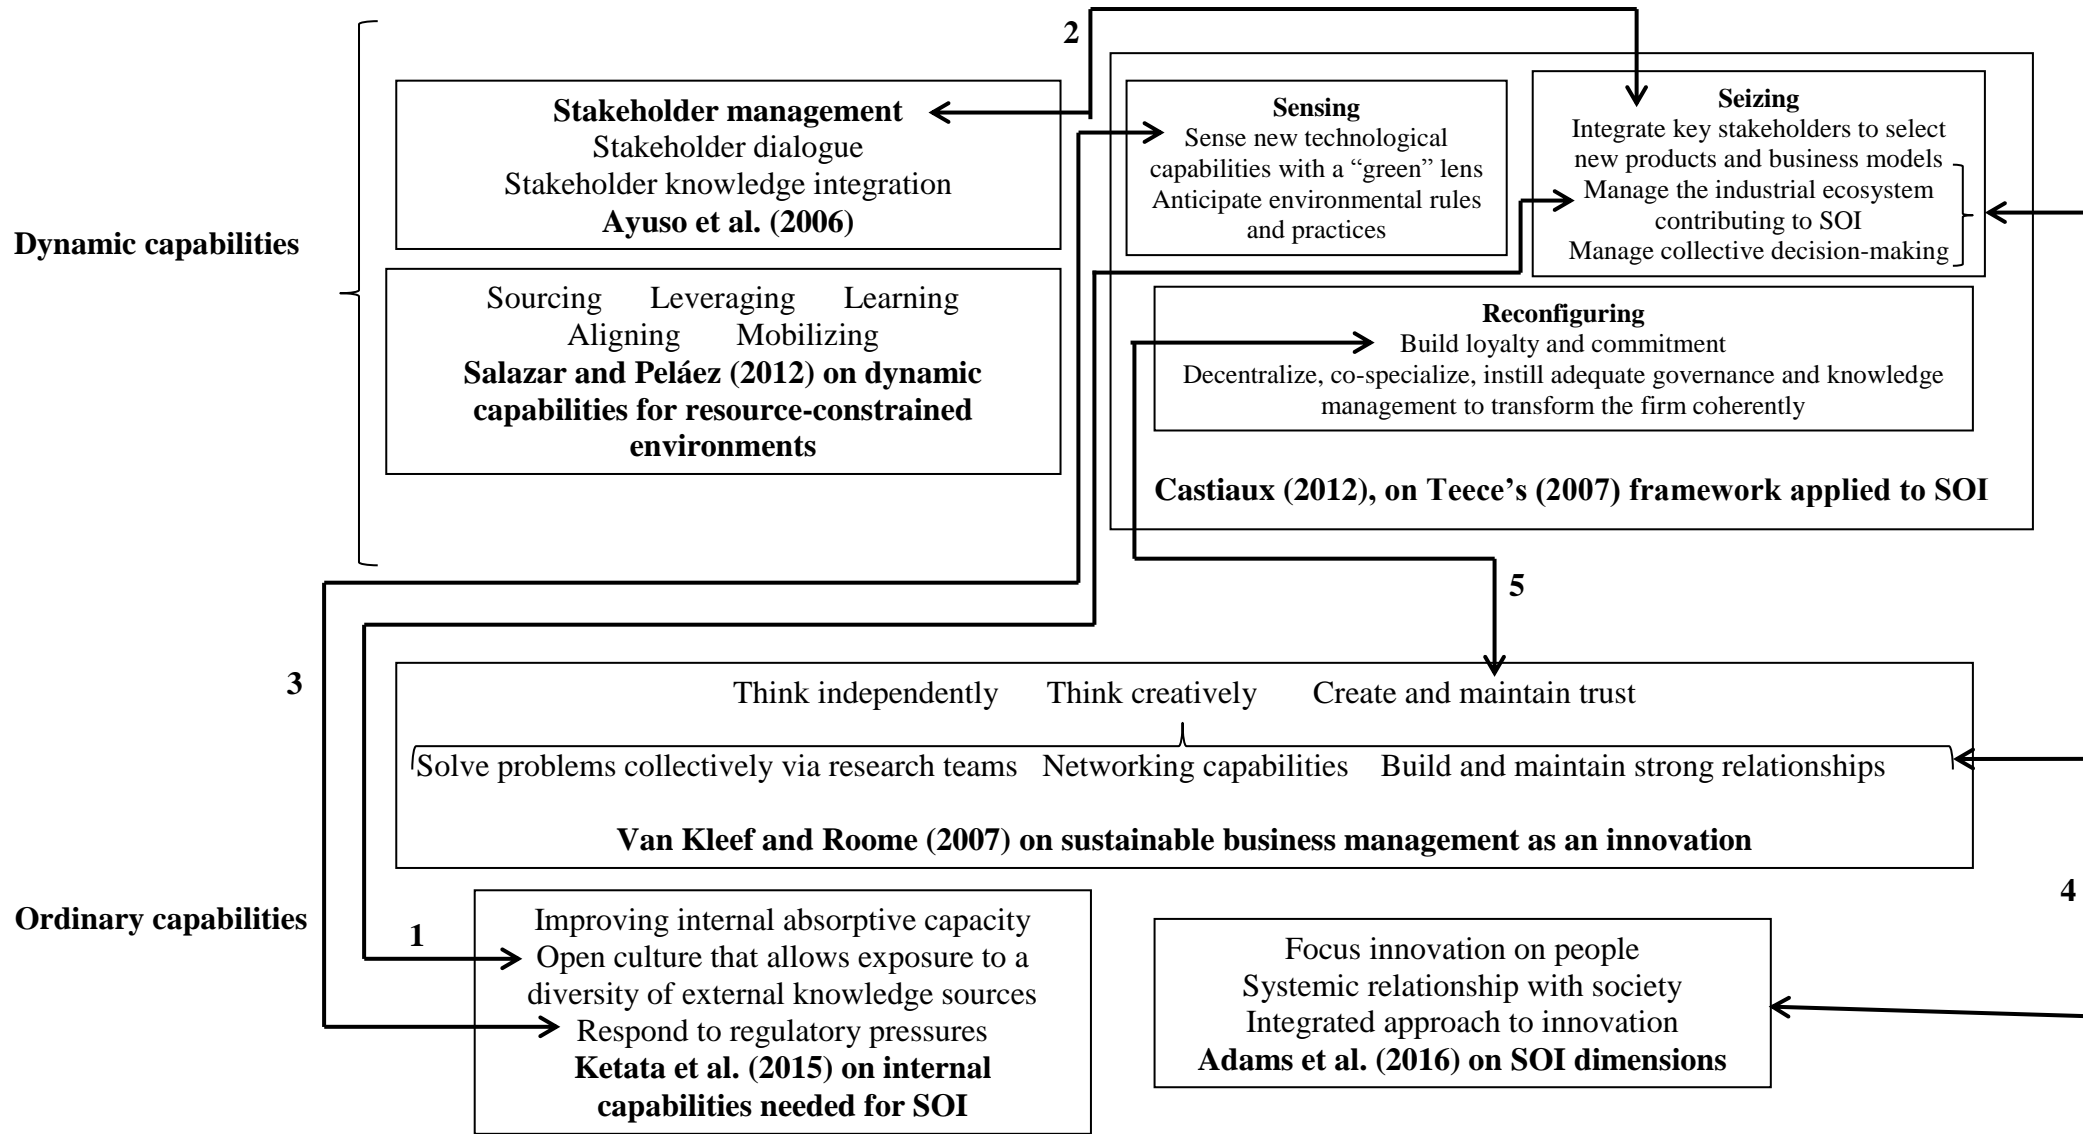 2
Stakeholder management
Stakeholder dialogue
Stakeholder knowledge integration
Ayuso et al. (2006)
Sensing
Sense new technological
capabilities with a “green” lens
Anticipate environmental rules
and practices
Seizing
Integrate key stakeholders to select
new products and business models
Manage the industrial ecosystem
contributing to SOI
Manage collective decision-making
Dynamic capabilities
Sourcing Leveraging Learning
Aligning Mobilizing
Salazar and Peláez (2012) on dynamic
capabilities for resource-constrained
environments
Reconfiguring
Build loyalty and commitment
Decentralize, co-specialize, instill adequate governance and knowledge
management to transform the firm coherently
Castiaux (2012), on Teece’s (2007) framework applied to SOI
5
3
Think independently Think creatively Create and maintain trust
Solve problems collectively via research teams Networking capabilities Build and maintain strong relationships
Van Kleef and Roome (2007) on sustainable business management as an innovation
4
Ordinary capabilities
1
Improving internal absorptive capacity
Open culture that allows exposure to a
diversity of external knowledge sources
Respond to regulatory pressures
Ketata et al. (2015) on internal
capabilities needed for SOI
Focus innovation on people
Systemic relationship with society
Integrated approach to innovation
Adams et al. (2016) on SOI dimensions